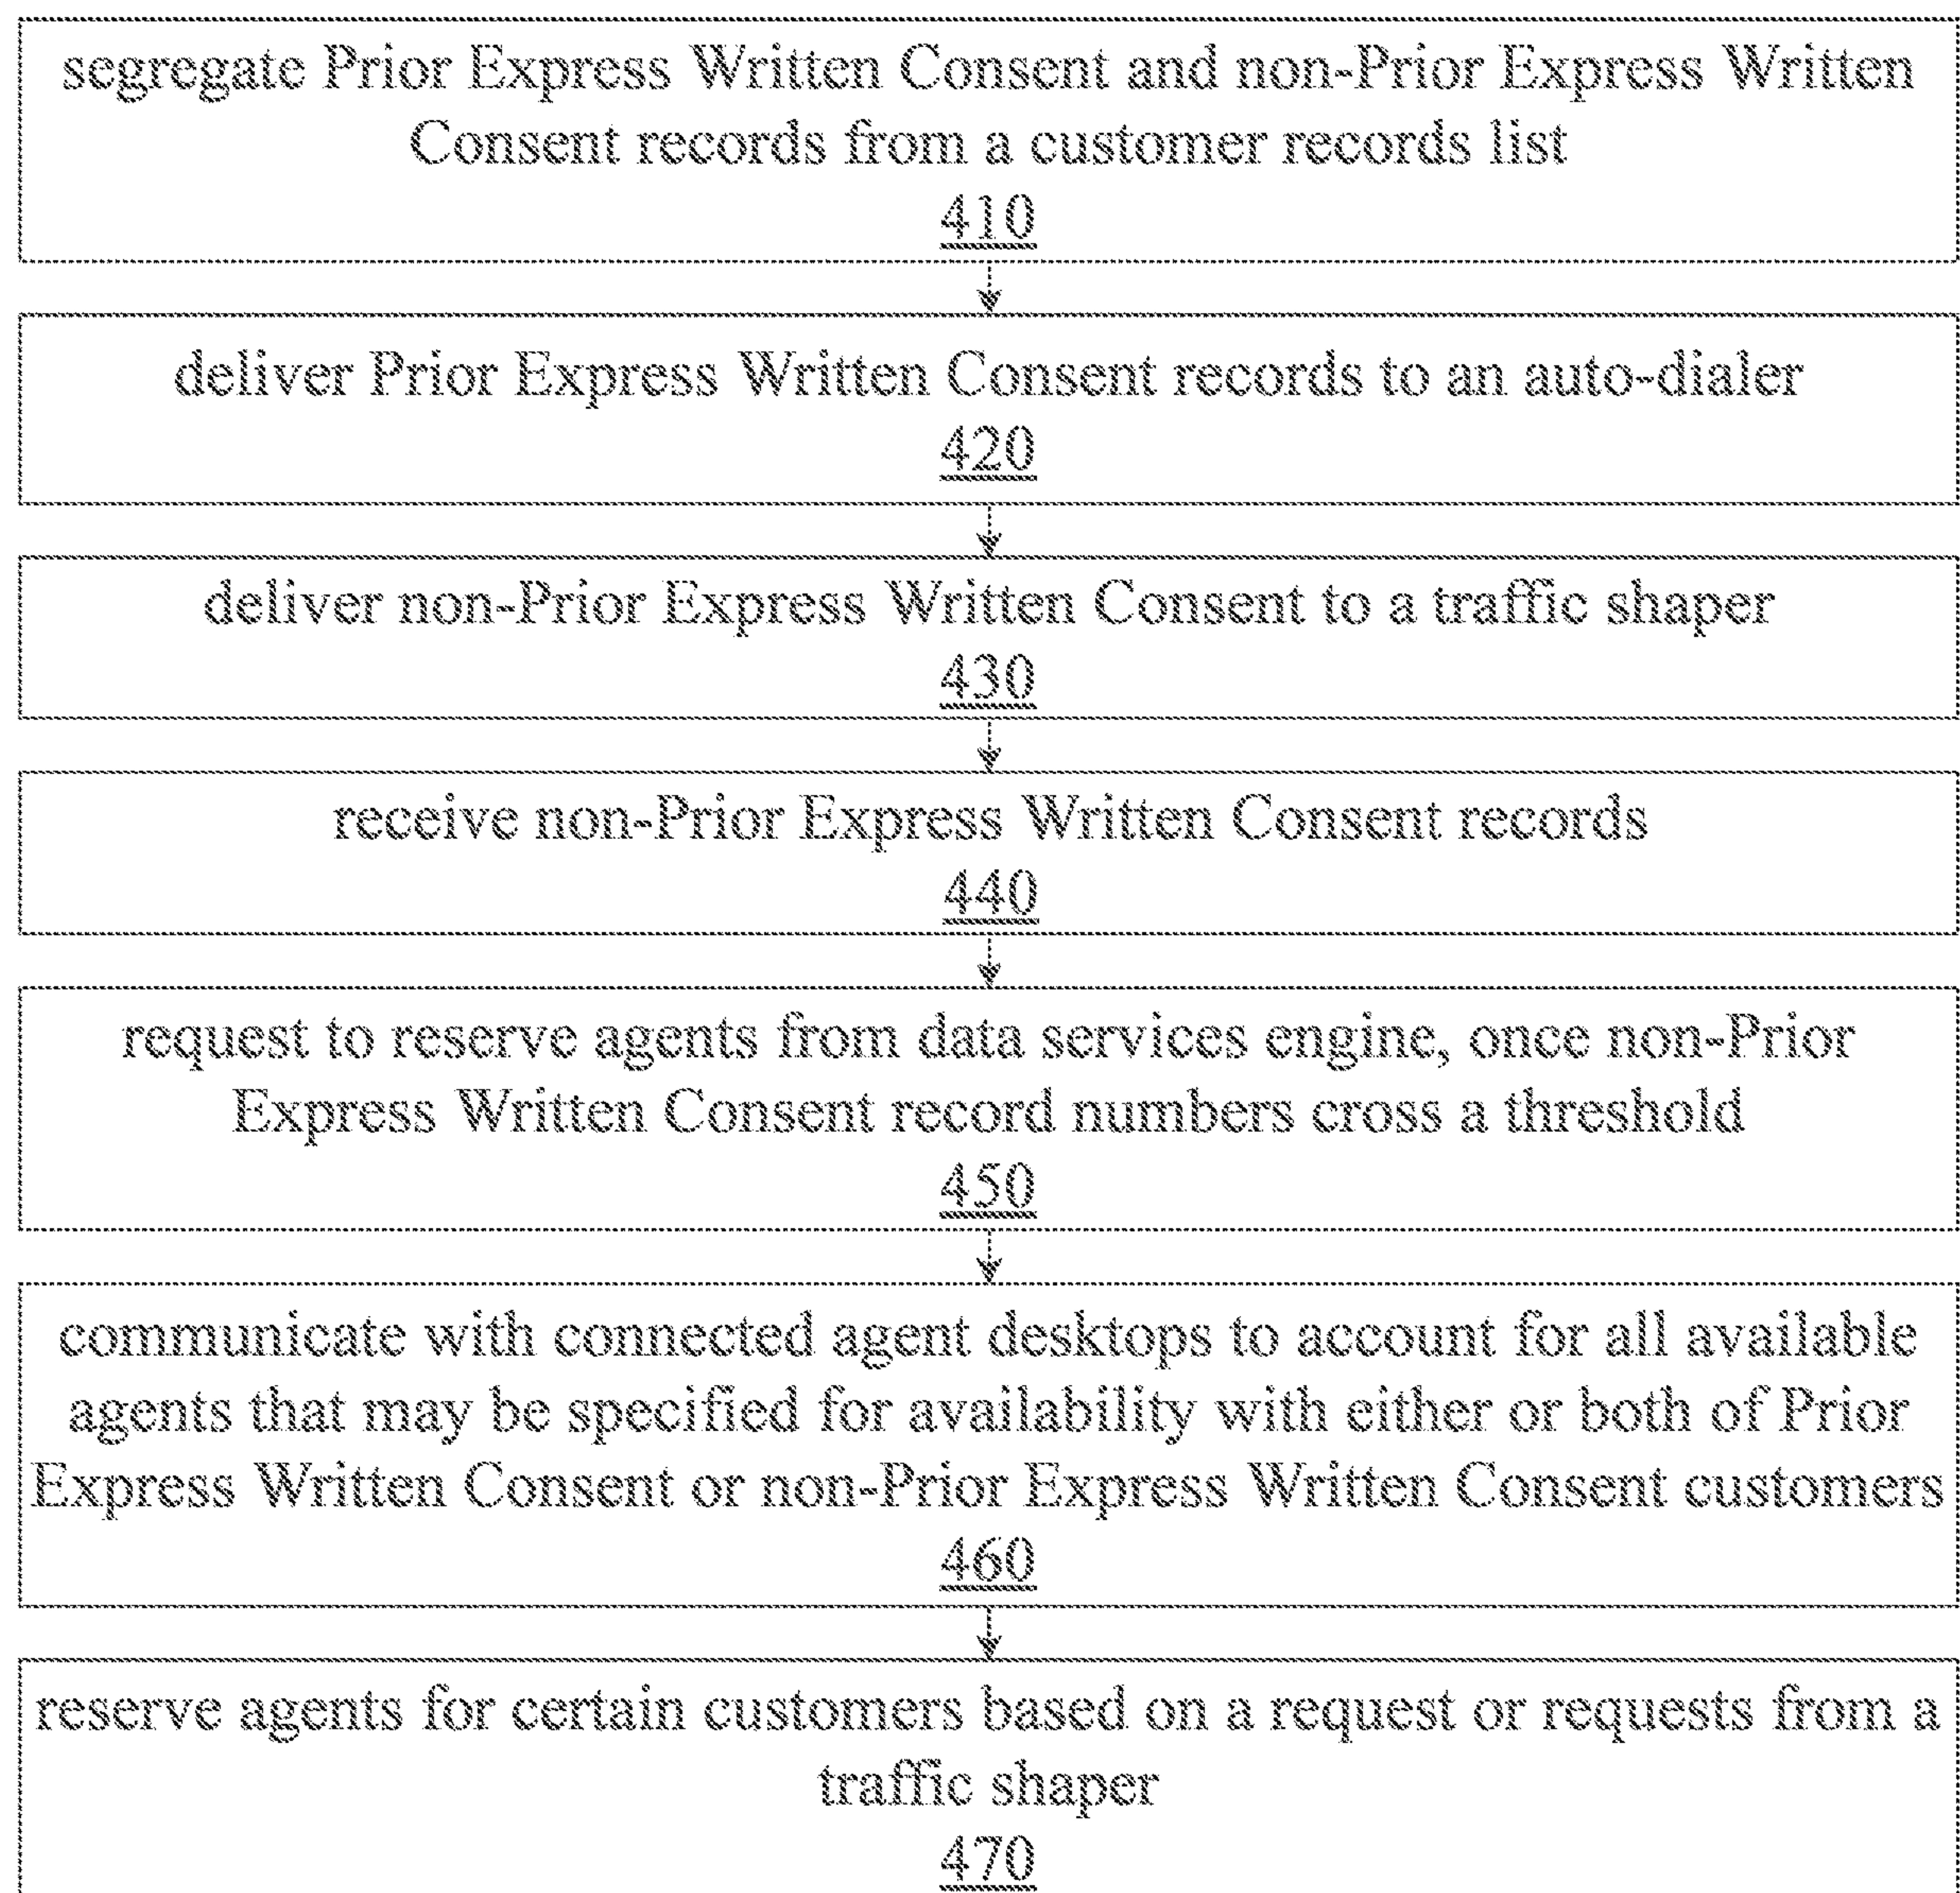 segregate Prior Express Written Consent and non-Prior Express Written
Consent records from a customer records list
410
deliver Prior Express Written Consent records to an auto-dialer
420
deliver non-Prior Express Written Consent to a traffic shaper
430
receive non-Prior Express Written Consent records
440
request to reserve agents from data services engine, once non-Prior
Express Written Consent record numbers cross a threshold
450
communicate with connected agent desktops to account for all available
agents that may be specified for availability with either or both of Prior
Express Written Consent or non-Prior Express Written Consent customers
460
reserve agents for certain customers based on a request or requests from a
traffic shaper
470